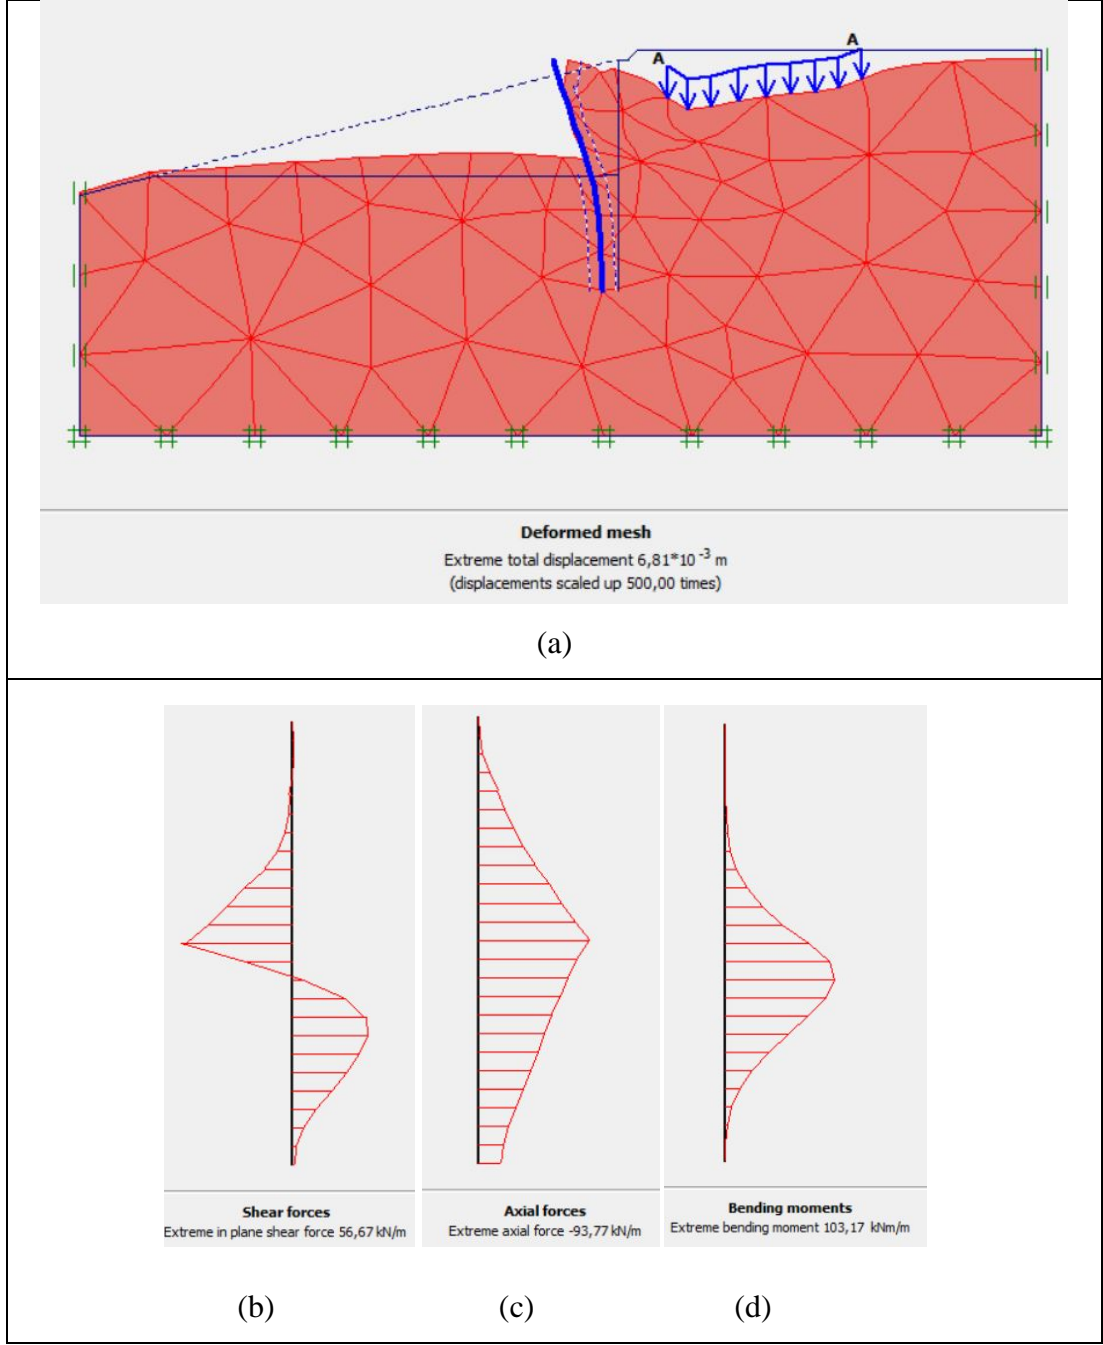 A
A
Deformed mesh
Extreme total displacement 6,81*10 -3 m
(displacements scaled up 500,00 times)
(a)
Shear forces
Extreme in plane shear force 56,67 kN/m
Axial forces
Extreme axial force -93,77 kN/m
Bending moments
Extreme bending moment 103,17 kNm/m
(b)
(c)
(d)